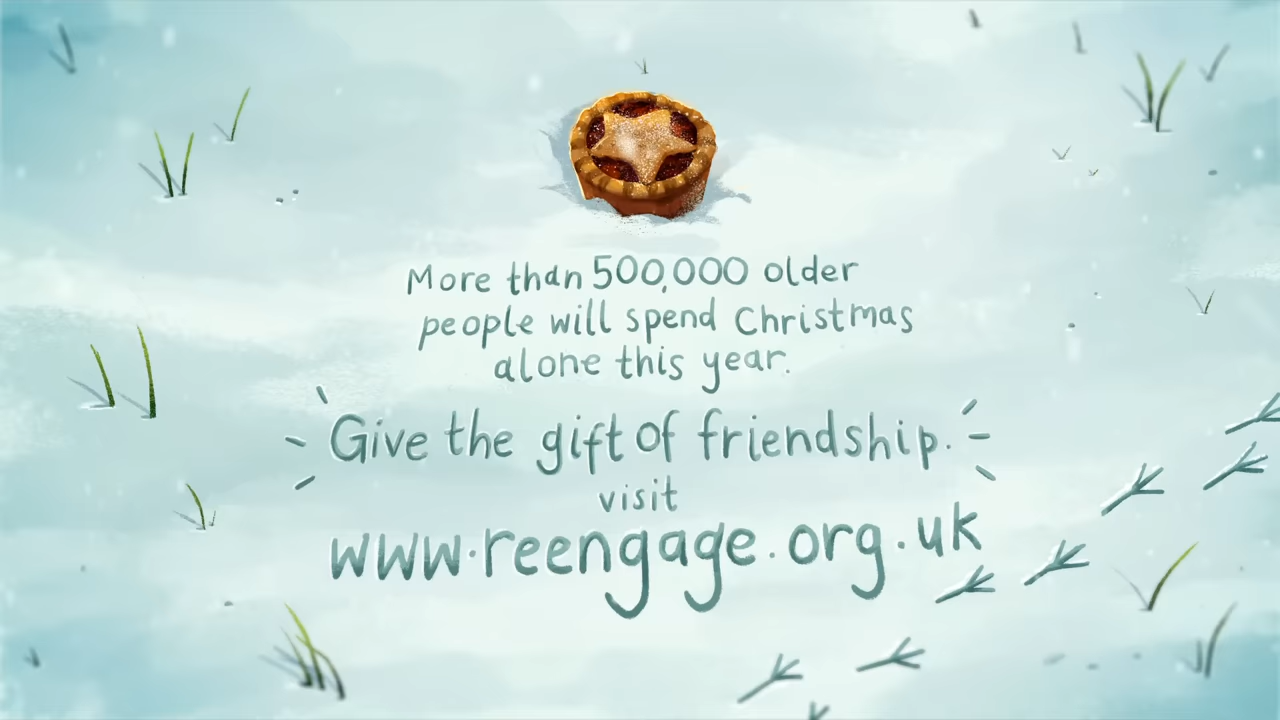 More than 500,000 older
people will spend Christmas
alone this year.
Give the gift of friendship.
visit
www.reengage.org.uk